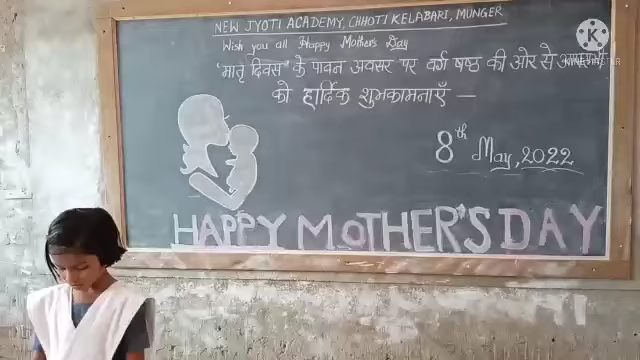 NEW JYOTI ACADEMY, CHHOTI KELABARI, MUNGER
Wish you all Happy Mother's Day
'मातृ दिवस' के पावन अवसर पर वर्ग षष्ठ की ओर से
को हार्दिक शुभकामनाएँ —
8th May, 2022
HAPPY MOTHER'S DAY
KINEMASTER